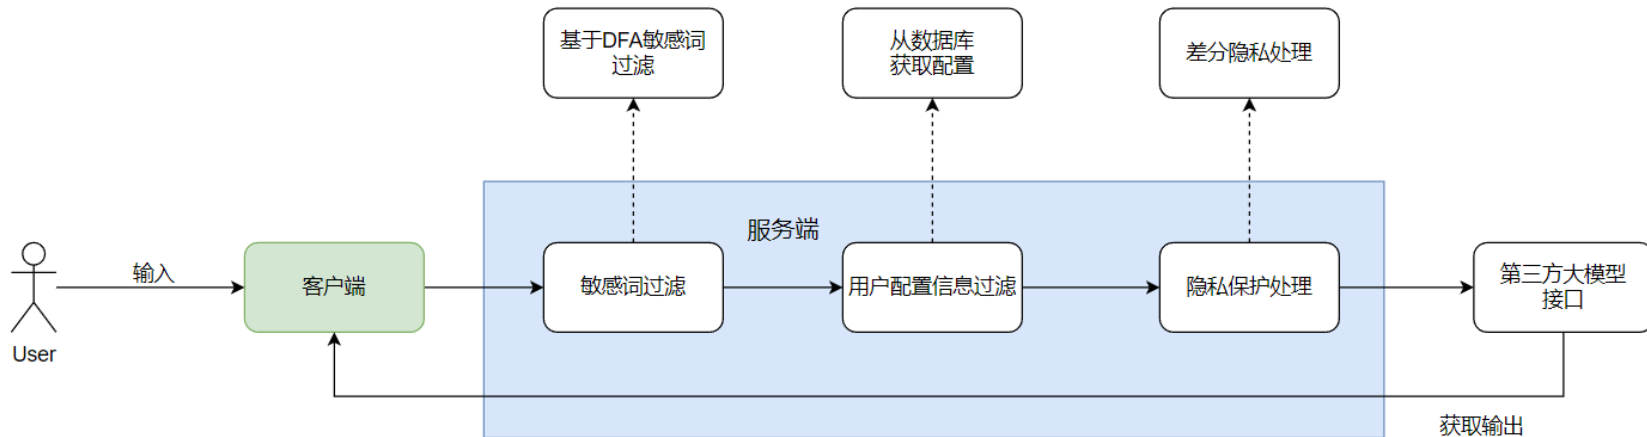 基于DFA敏感词
过滤
从数据库
获取配置
差分隐私处理
服务端
输入
客户端
敏感词过滤
用户配置信息过滤
隐私保护处理
第三方大模型
接口
User
获取输出